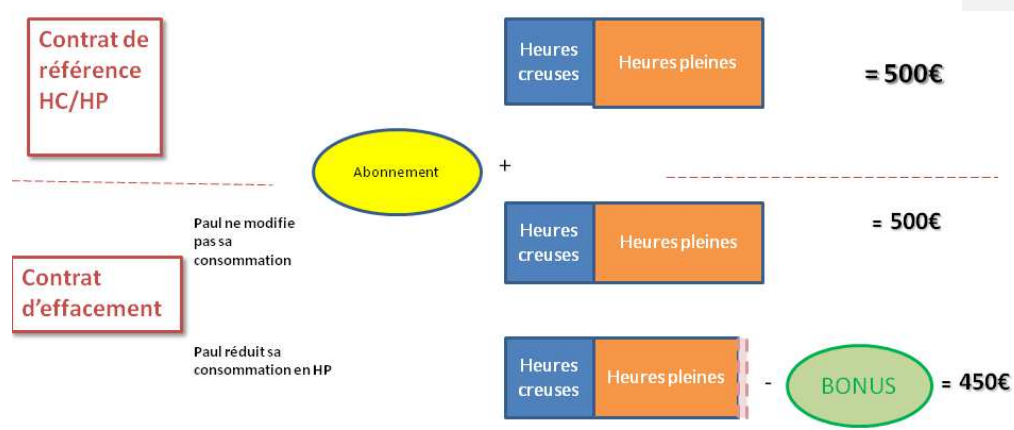 Contrat de
référence
HC/HP
Heures
creuses
Heures pleines
= 500€
Abonnement
+
Paul ne modifie
pas sa
consommation
Heures
creuses
Heures pleines
= 500€
Contrat
d'effacement
Paul réduit sa
consommation en HP
Heures
creuses
Heures pleines
-
BONUS
= 450€